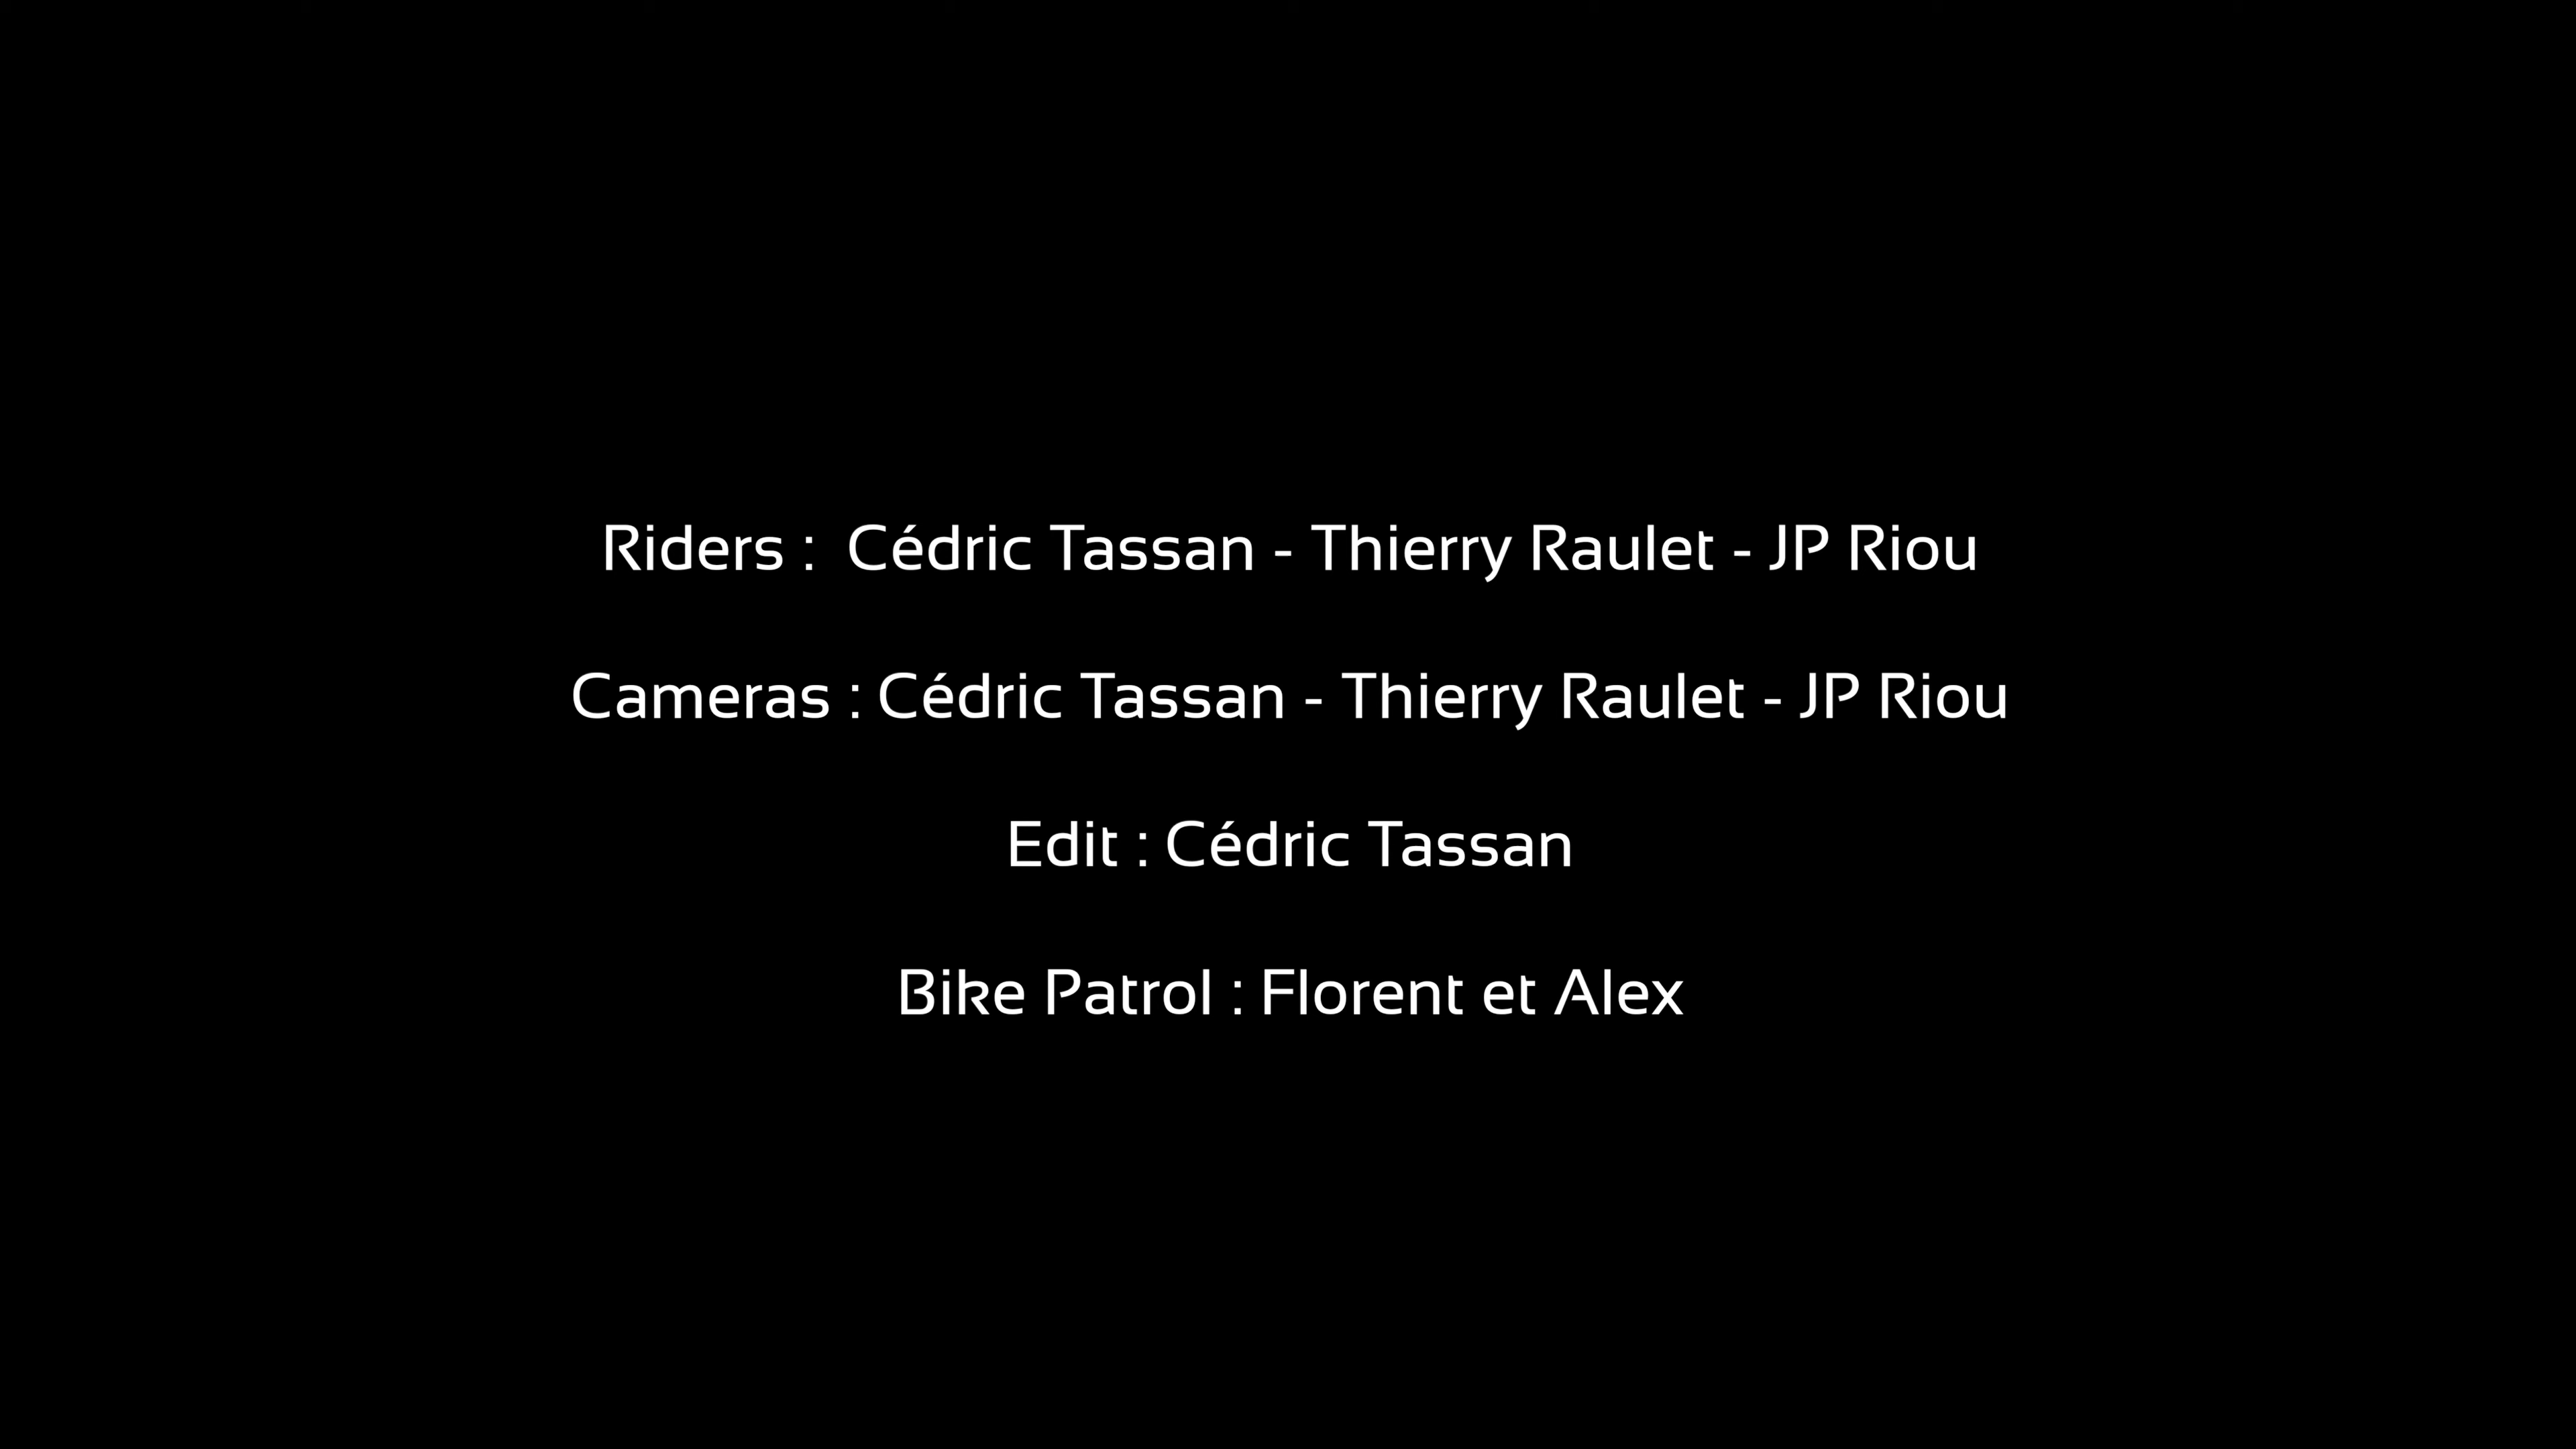 Riders :  Cédric Tassan - Thierry Raulet - JP Riou
Cameras : Cédric Tassan - Thierry Raulet - JP Riou
Edit : Cédric Tassan
Bike Patrol : Florent et Alex